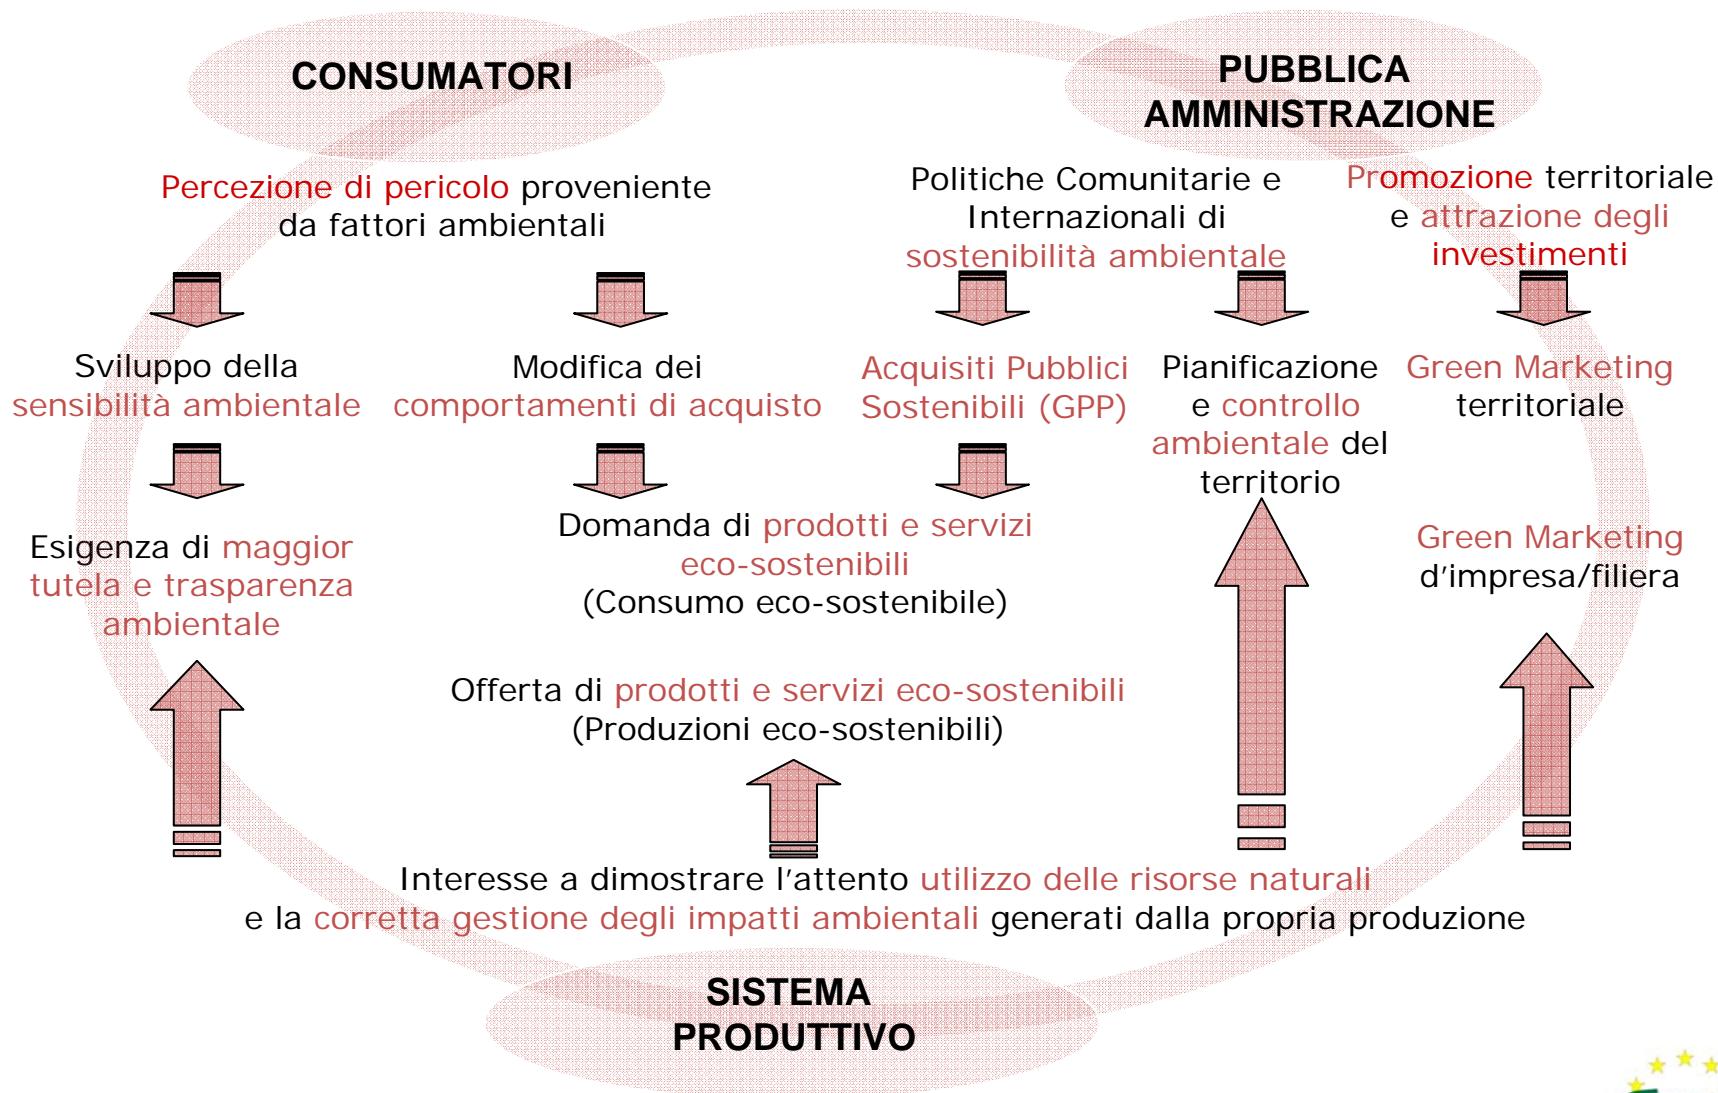 CONSUMATORI
PUBBLICA
AMMINISTRAZIONE
Percezione di pericolo proveniente
da fattori ambientali
Politiche Comunitarie e
Internazionali di
sostenibilità ambientale
Promozione territoriale
e attrazione degli
investimenti
Sviluppo della
sensibilità ambientale
Modifica dei
comportamenti di acquisto
Acquisiti Pubblici
Sostenibili (GPP)
Pianificazione
e controllo
ambientale del
territorio
Green Marketing
territoriale
Esigenza di maggior
tutela e trasparenza
ambientale
Domanda di prodotti e servizi
eco-sostenibili
(Consumo eco-sostenibile)
Green Marketing
d'impresa/filiera
Offerta di prodotti e servizi eco-sostenibili
(Produzioni eco-sostenibili)
Interesse a dimostrare l'attento utilizzo delle risorse naturali
e la corretta gestione degli impatti ambientali generati dalla propria produzione
SISTEMA
PRODUTTIVO